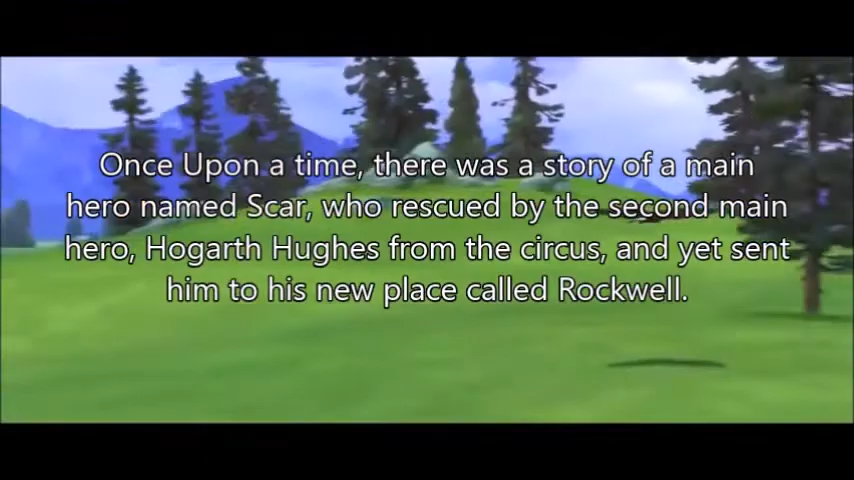 Once Upon a time, there was a story of a main
hero named Scar, who rescued by the second main
hero, Hogarth Hughes from the circus, and yet sent
him to his new place called Rockwell.